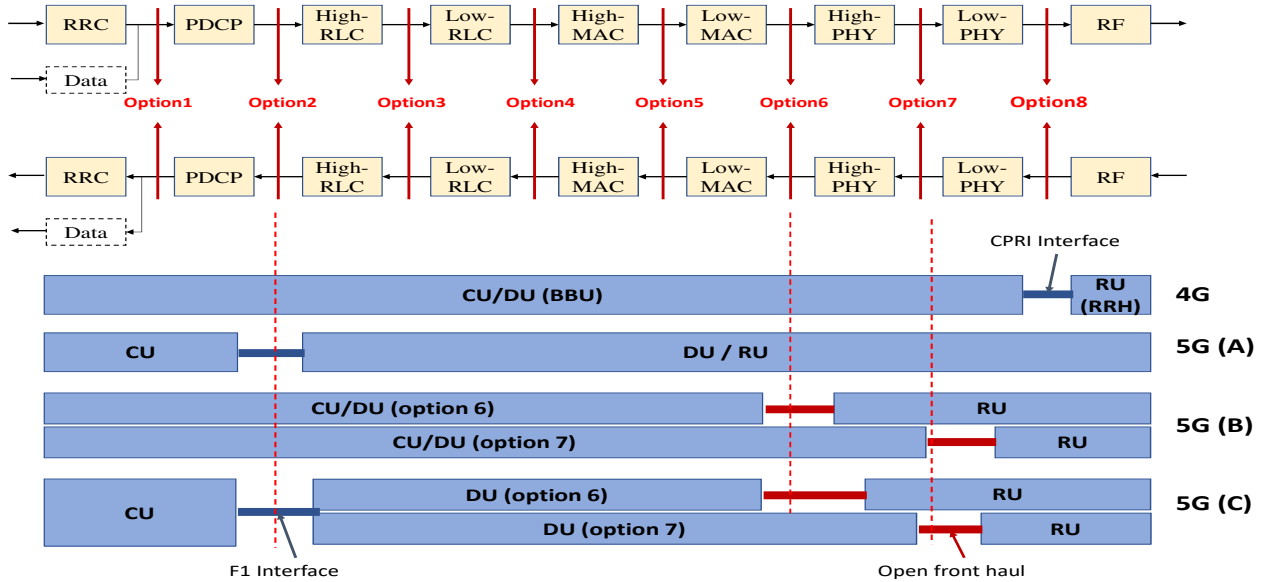 RRC
PDCP
High-
RLC
Low-
RLC
High-
MAC
Low-
MAC
High-
PHY
Low-
PHY
RF
Data
Option1
Option2
Option3
Option4
Option5
Option6
Option7
Option8
RRC
PDCP
High-
RLC
Low-
RLC
High-
MAC
Low-
MAC
High-
PHY
Low-
PHY
RF
Data
CPRI Interface
CU/DU (BBU)
RU
(RRH)
4G
CU
DU / RU
5G (A)
CU/DU (option 6)
RU
CU/DU (option 7)
RU
5G (B)
CU
DU (option 6)
RU
DU (option 7)
RU
5G (C)
F1 Interface
Open front haul